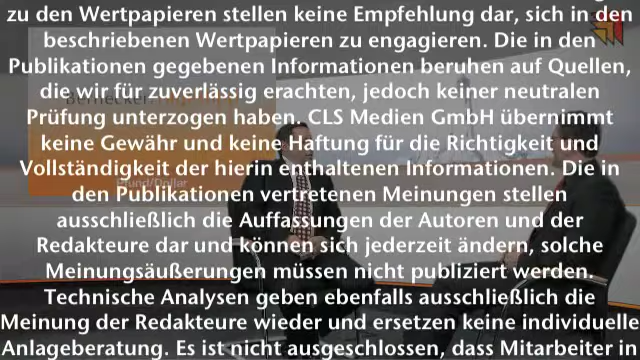 zu den Wertpapieren stellen keine Empfehlung dar, sich in den
beschriebenen Wertpapieren zu engagieren. Die in den
Publikationen gegebenen Informationen beruhen auf Quellen,
die wir für zuverlässig erachten, jedoch keiner neutralen
Prüfung unterzogen haben. CLS Medien GmbH übernimmt
keine Gewähr und keine Haftung für die Richtigkeit und
Vollständigkeit der hierin enthaltenen Informationen. Die in
Pfund/Dollar
den Publikationen vertretenen Meinungen stellen
ausschließlich die Auffassungen der Autoren und der
Redakteure dar und können sich jederzeit ändern, solche
Meinungsäußerungen müssen nicht publiziert werden.
Technische Analysen geben ebenfalls ausschließlich die
Meinung der Redakteure wieder und ersetzen keine individuelle
Anlageberatung. Es ist nicht ausgeschlossen, dass Mitarbeiter in